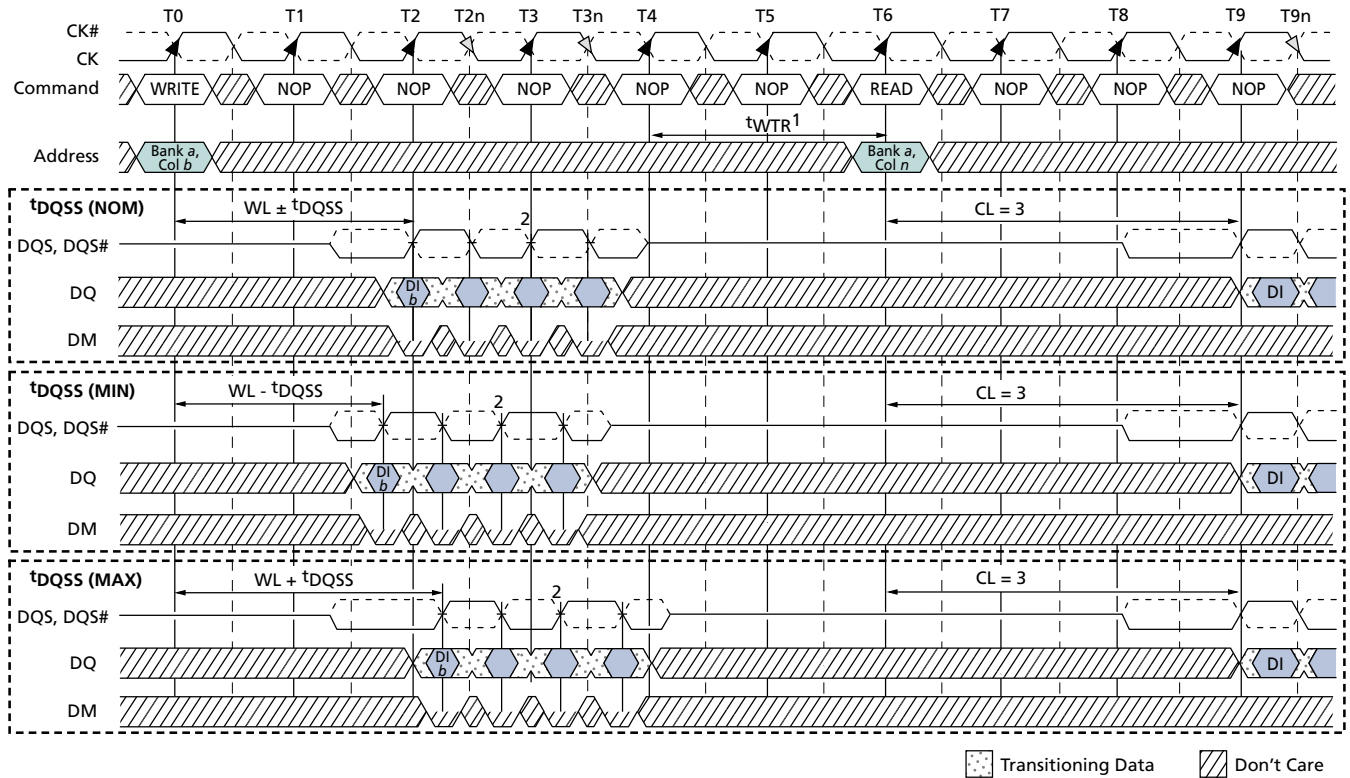 T0 T1 T2 T2n T3 T3n T4 T5 T6 T7 T8 T9 T9n
CK#
CK
Command WRITE NOP NOP NOP NOP NOP READ NOP NOP NOP
tWTR1
Address Bank a, Col b Bank a, Col n
tDQSS (NOM) WL ± tDQSS 2 CL = 3
DQS, DQS#
DQ DI b DI
DM
tDQSS (MIN) WL - tDQSS 2 CL = 3
DQS, DQS#
DQ DI b DI
DM
tDQSS (MAX) WL + tDQSS 2 CL = 3
DQS, DQS#
DQ DI b DI
DM
Transitioning Data Don't Care